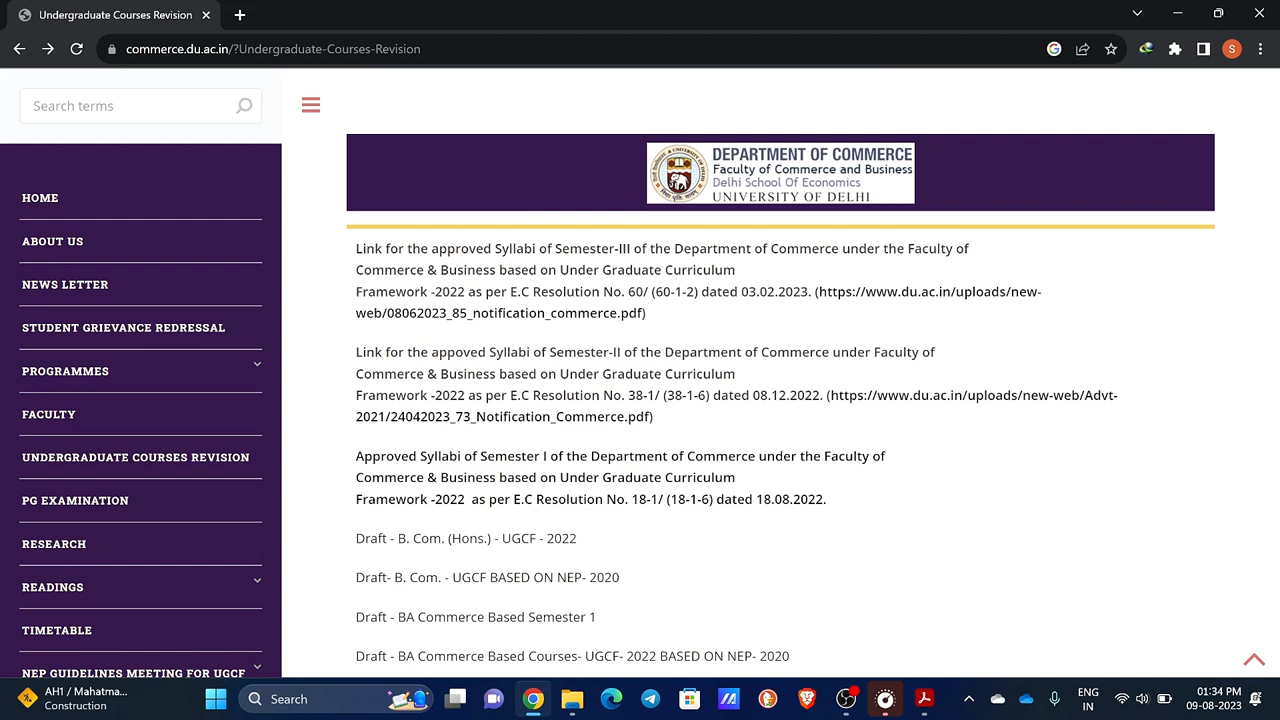 Undergraduate Courses Revision
commerce.du.ac.in/?Undergraduate-Courses-Revision
S
Search terms
HOME
ABOUT US
NEWS LETTER
STUDENT GRIEVANCE REDRESSAL
PROGRAMMES
FACULTY
UNDERGRADUATE COURSES REVISION
PG EXAMINATION
RESEARCH
READINGS
TIMETABLE
NEP GUIDELINES MEETING FOR UGCF
DEPARTMENT OF COMMERCE
Faculty of Commerce and Business
Delhi School Of Economics
UNIVERSITY OF DELHI
Link for the approved Syllabi of Semester-III of the Department of Commerce under the Faculty of
Commerce & Business based on Under Graduate Curriculum
Framework -2022 as per E.C Resolution No. 60/ (60-1-2) dated 03.02.2023. (https://www.du.ac.in/uploads/new-
web/08062023_85_notification_commerce.pdf)
Link for the appoved Syllabi of Semester-II of the Department of Commerce under Faculty of
Commerce & Business based on Under Graduate Curriculum
Framework -2022 as per E.C Resolution No. 38-1/ (38-1-6) dated 08.12.2022. (https://www.du.ac.in/uploads/new-web/Advt-
2021/24042023_73_Notification_Commerce.pdf)
Approved Syllabi of Semester I of the Department of Commerce under the Faculty of
Commerce & Business based on Under Graduate Curriculum
Framework -2022 as per E.C Resolution No. 18-1/ (18-1-6) dated 18.08.2022.
Draft - B. Com. (Hons.) - UGCF - 2022
Draft- B. Com. - UGCF BASED ON NEP- 2020
Draft - BA Commerce Based Semester 1
Draft - BA Commerce Based Courses- UGCF- 2022 BASED ON NEP- 2020
AH1 / Mahatma...
Construction
Search
ENG
IN
01:34 PM
09-08-2023